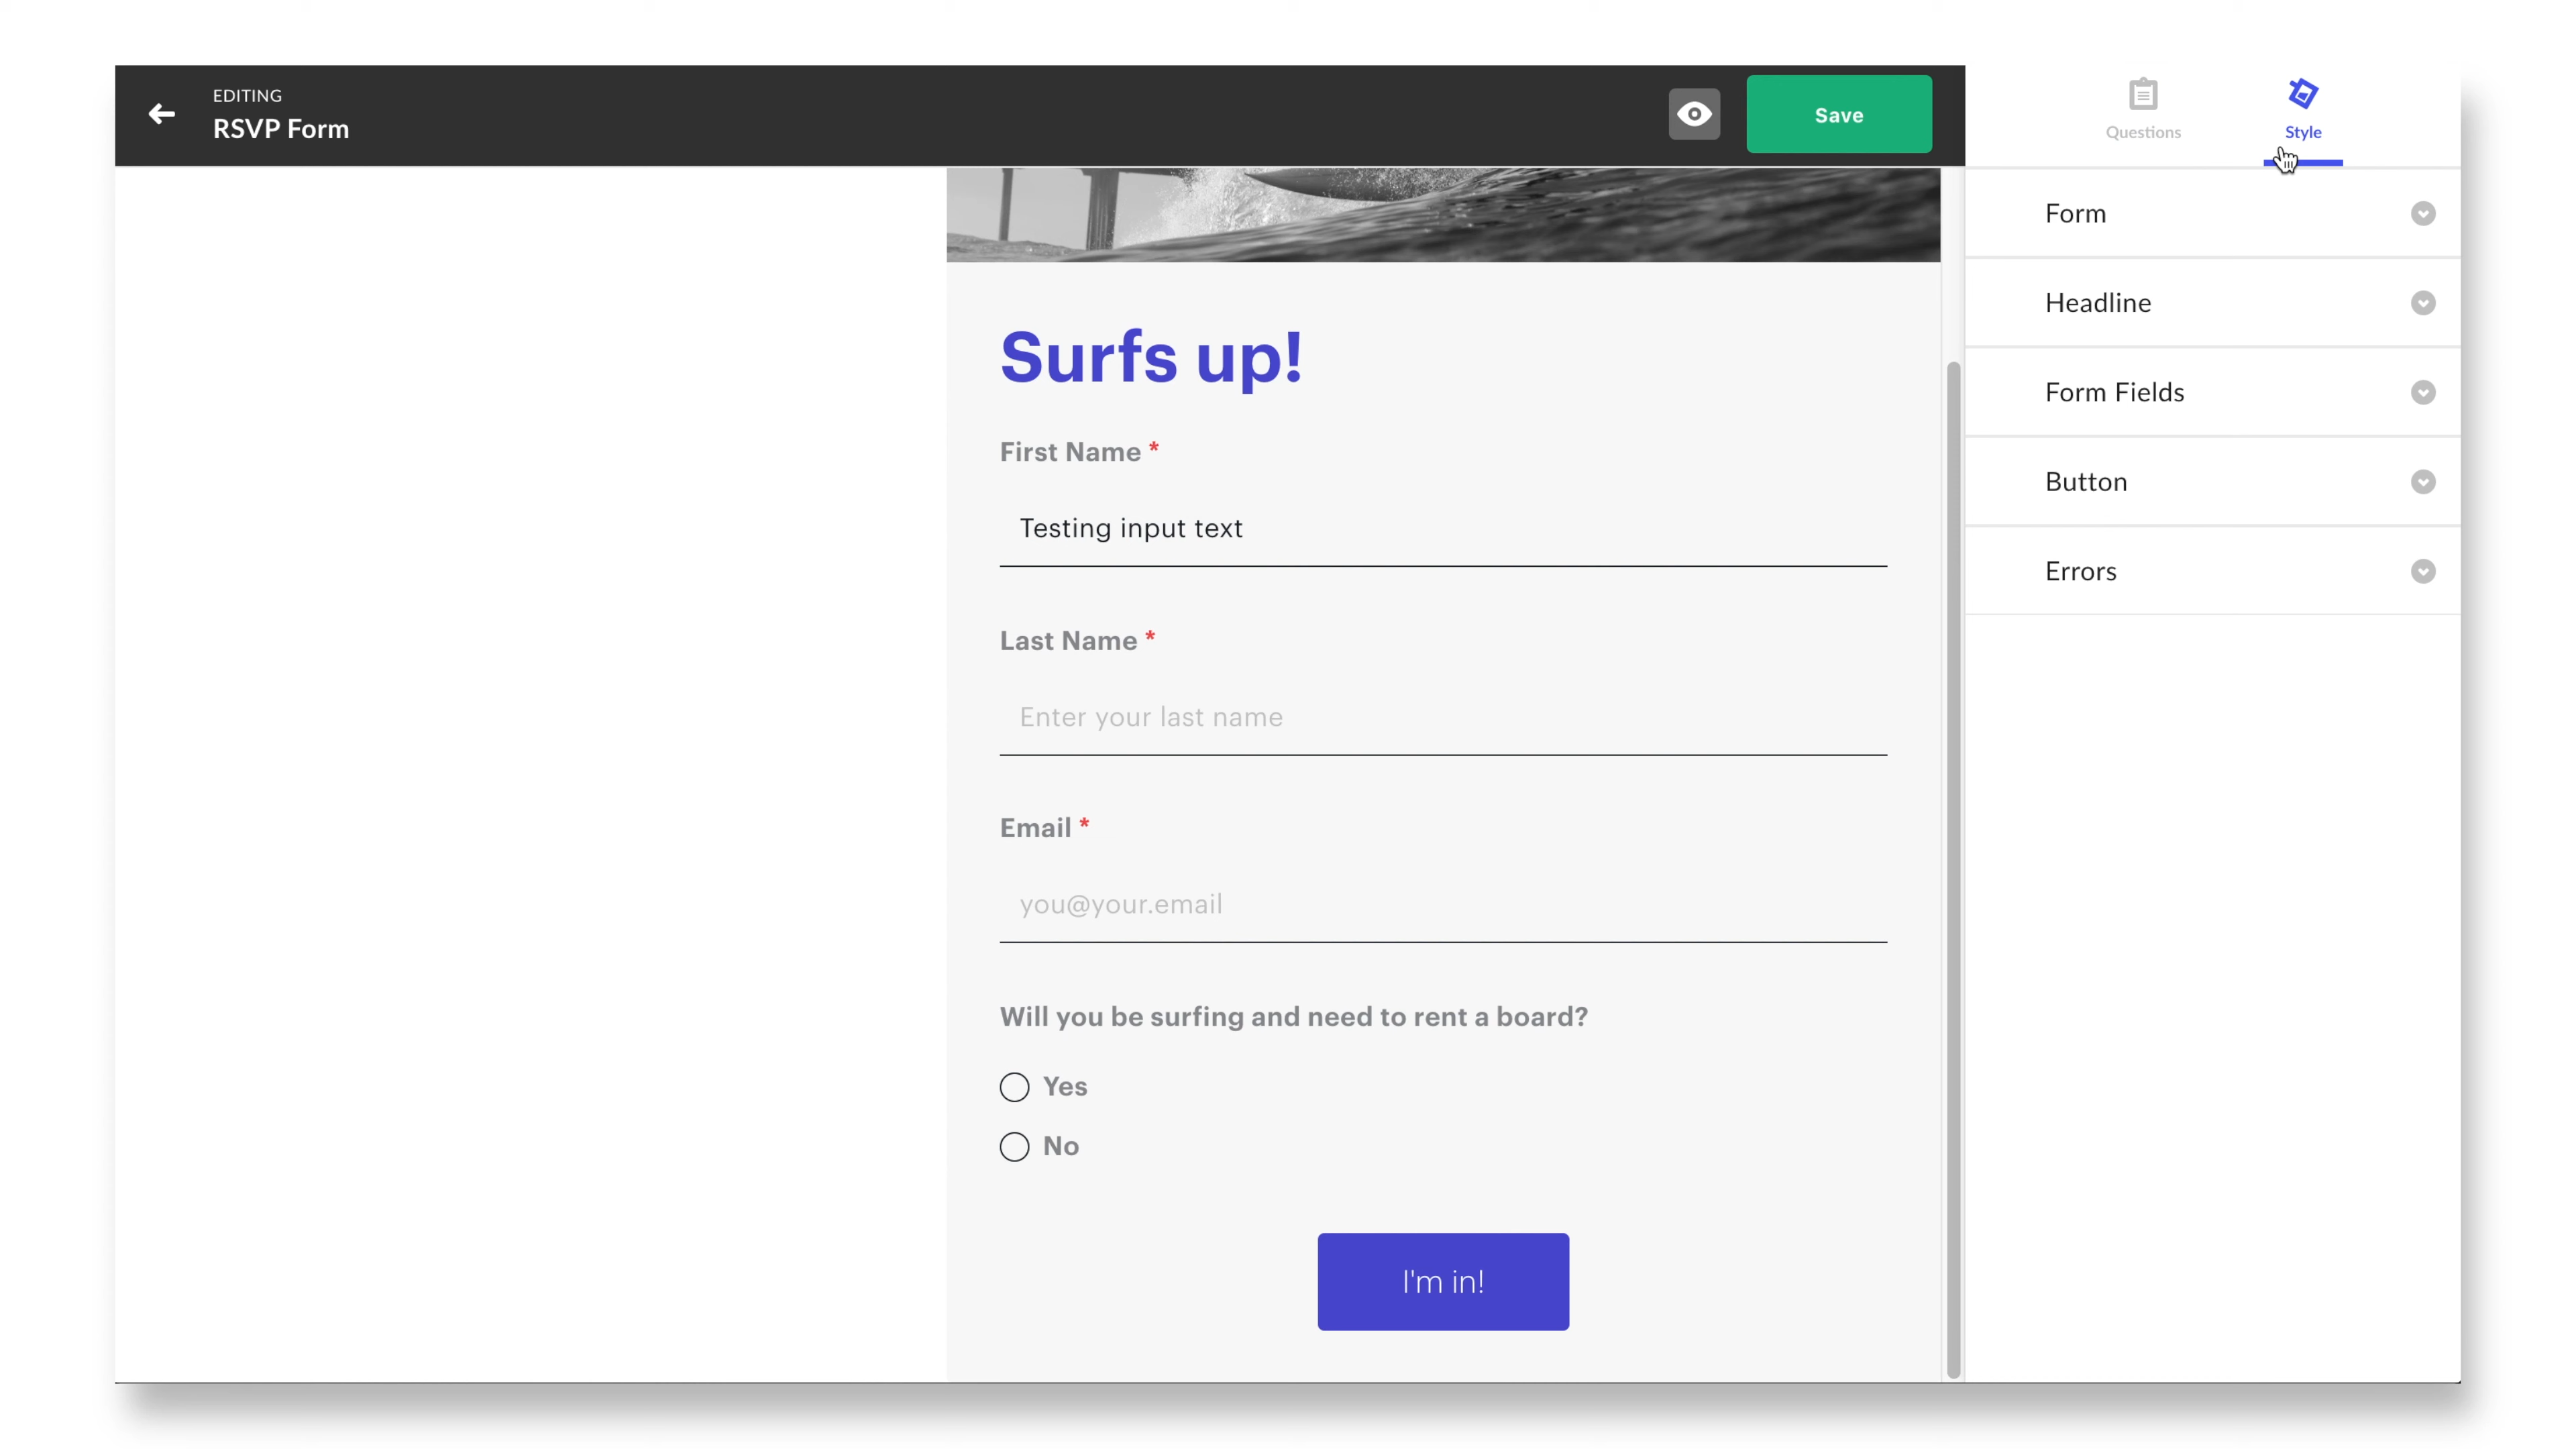 EDITING
RSVP Form
Save
Questions
Style
Form
Headline
Form Fields
Button
Errors
Surfs up!
First Name *
Testing input text
Last Name *
Enter your last name
Email *
you@your.email
Will you be surfing and need to rent a board?
Yes
No
I'm in!